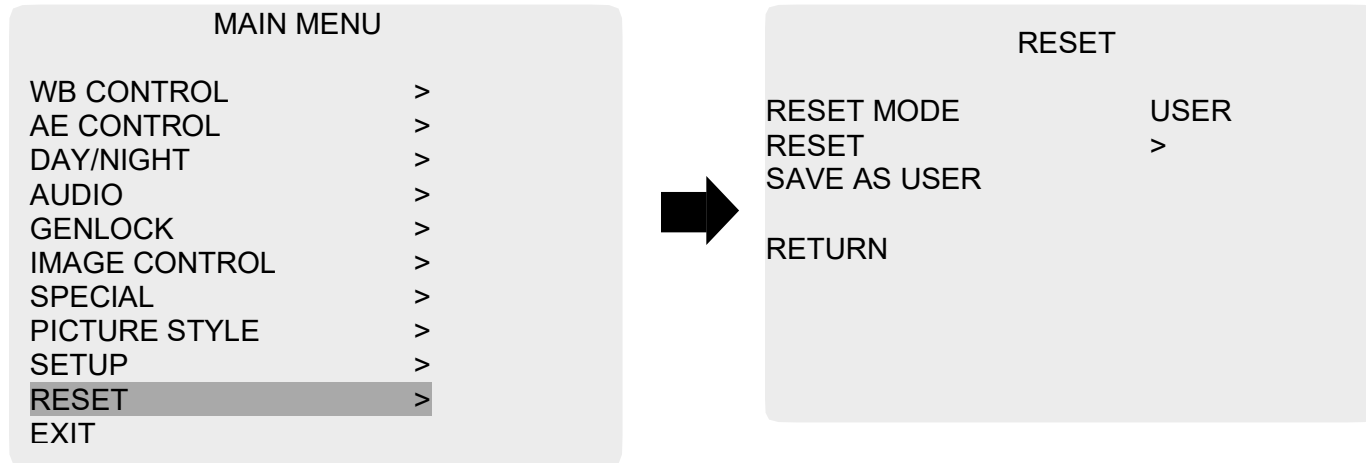 MAIN MENU
WB CONTROL >
AE CONTROL >
DAY/NIGHT >
AUDIO >
GENLOCK >
IMAGE CONTROL >
SPECIAL >
PICTURE STYLE >
SETUP >
RESET >
EXIT
RESET
RESET MODE USER
RESET >
SAVE AS USER
RETURN